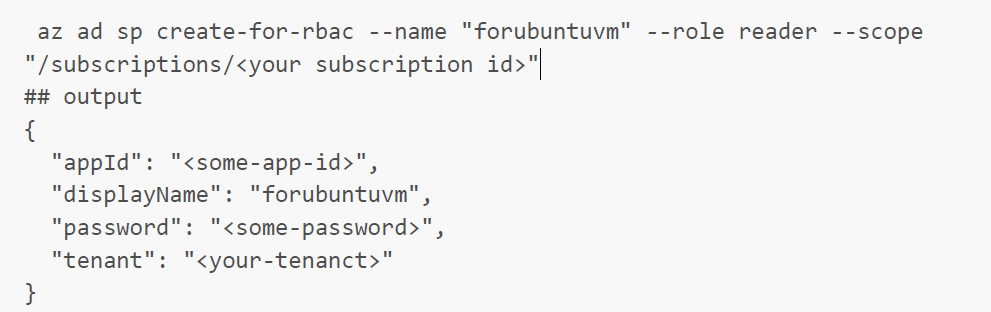 az ad sp create-for-rbac --name "forubuntuvm" --role reader --scope
"/subscriptions/<your subscription id>"
## output
{
  "appId": "<some-app-id>",
  "displayName": "forubuntuvm",
  "password": "<some-password>",
  "tenant": "<your-tenanct>"
}